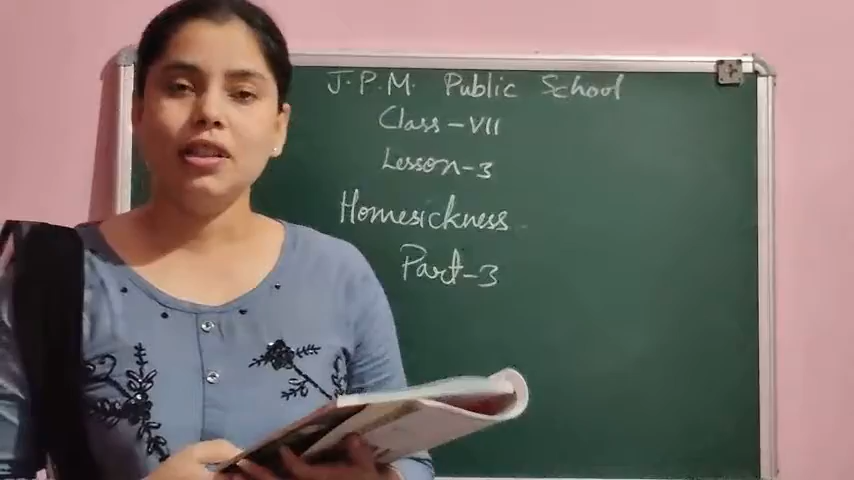 J.P.M. Public School
Class-VII
Lesson-3
Homesickness
Part-3